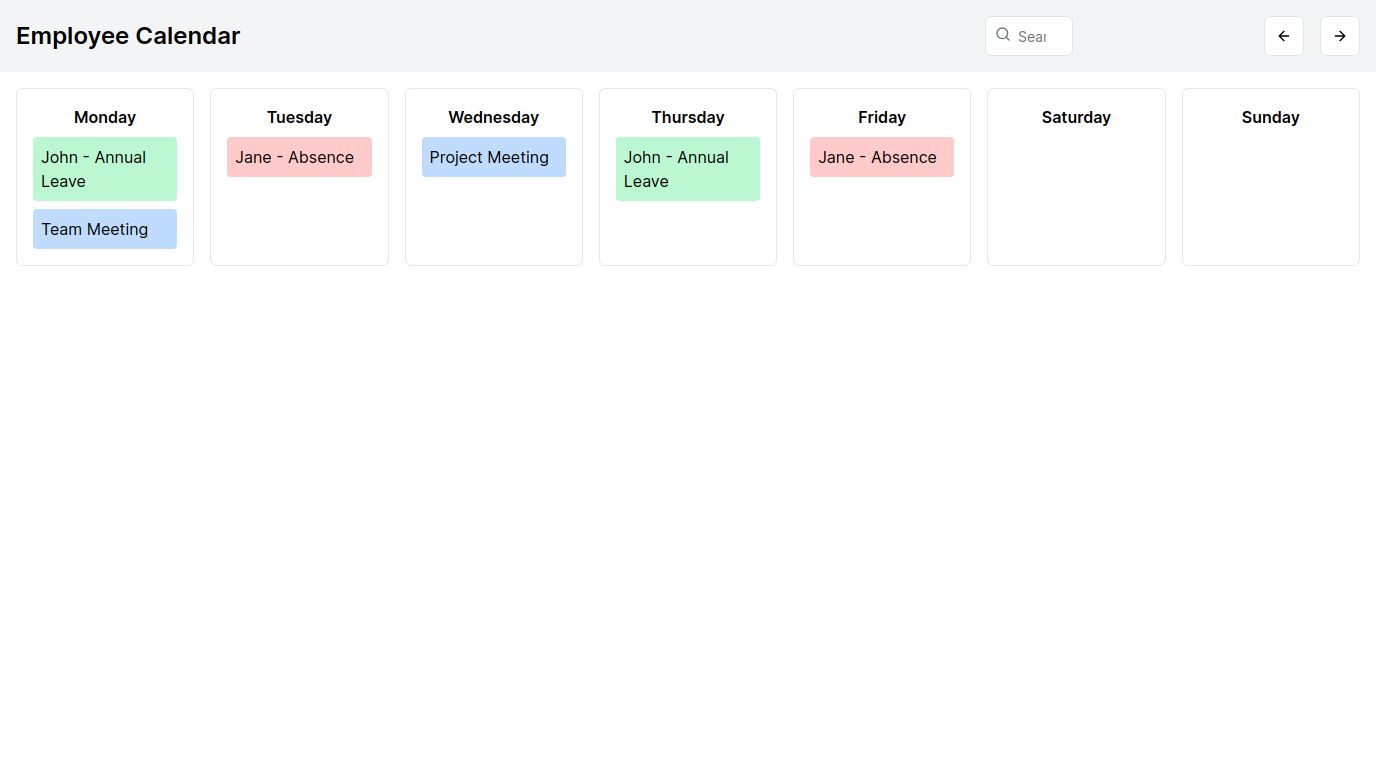 Employee Calendar
Sear
Monday
John - Annual
Leave
Team Meeting
Tuesday
Jane - Absence
Wednesday
Project Meeting
Thursday
John - Annual
Leave
Friday
Jane - Absence
Saturday
Sunday